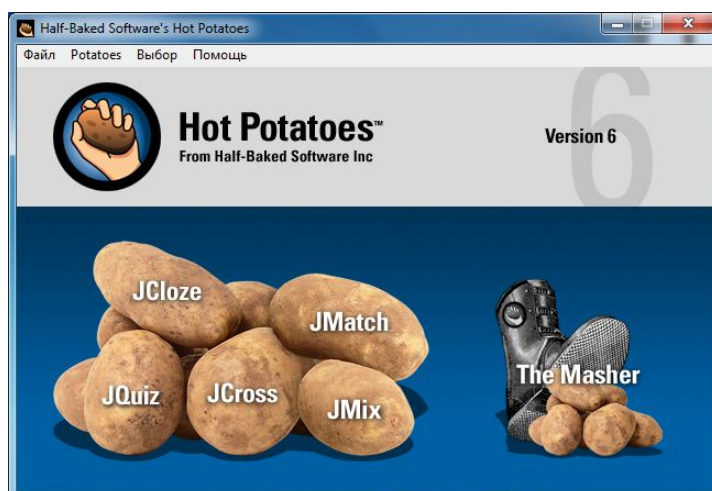 Half-Baked Software's Hot Potatoes
Файл Potatoes Выбор Помощь
Hot Potatoes™
From Half-Baked Software Inc
Version 6
6
JCloze
JMatch
JQuiz
JCross
JMix
The Masher